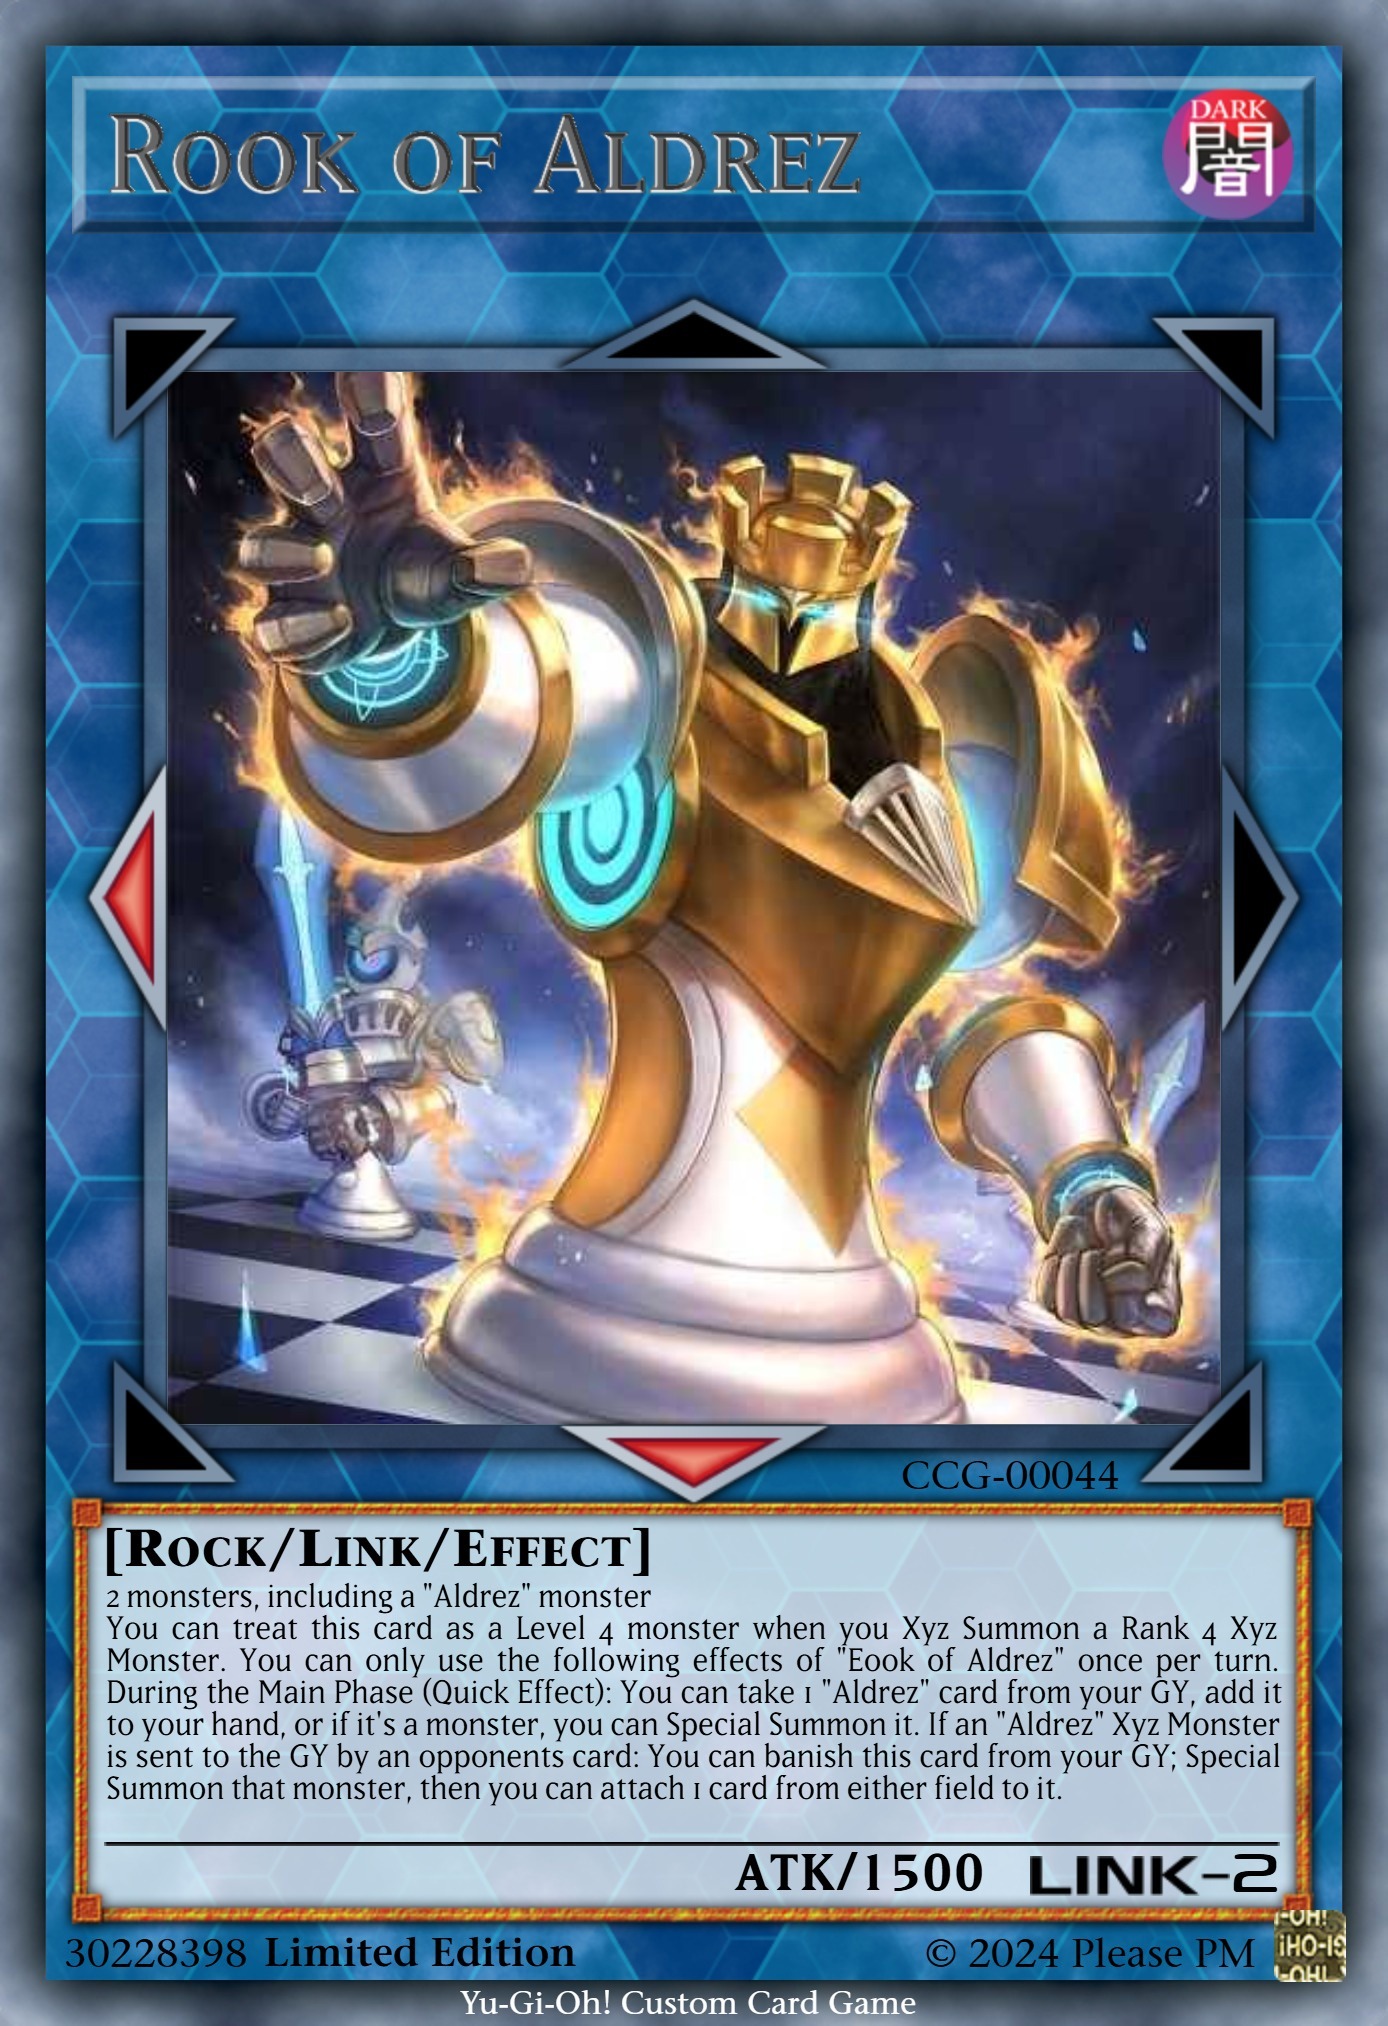 Rook of Aldrez
DARK
闇
CCG-00044
[Rock/Link/Effect]
2 monsters, including a "Aldrez" monster
You can treat this card as a Level 4 monster when you Xyz Summon a Rank 4 Xyz
Monster. You can only use the following effects of "Eook of Aldrez" once per turn.
During the Main Phase (Quick Effect): You can take 1 "Aldrez" card from your GY, add it
to your hand, or if it's a monster, you can Special Summon it. If an "Aldrez" Xyz Monster
is sent to the GY by an opponents card: You can banish this card from your GY; Special
Summon that monster, then you can attach 1 card from either field to it.
ATK/1500 LINK-2
30228398 Limited Edition
© 2024 Please PM
Yu-Gi-Oh! Custom Card Game